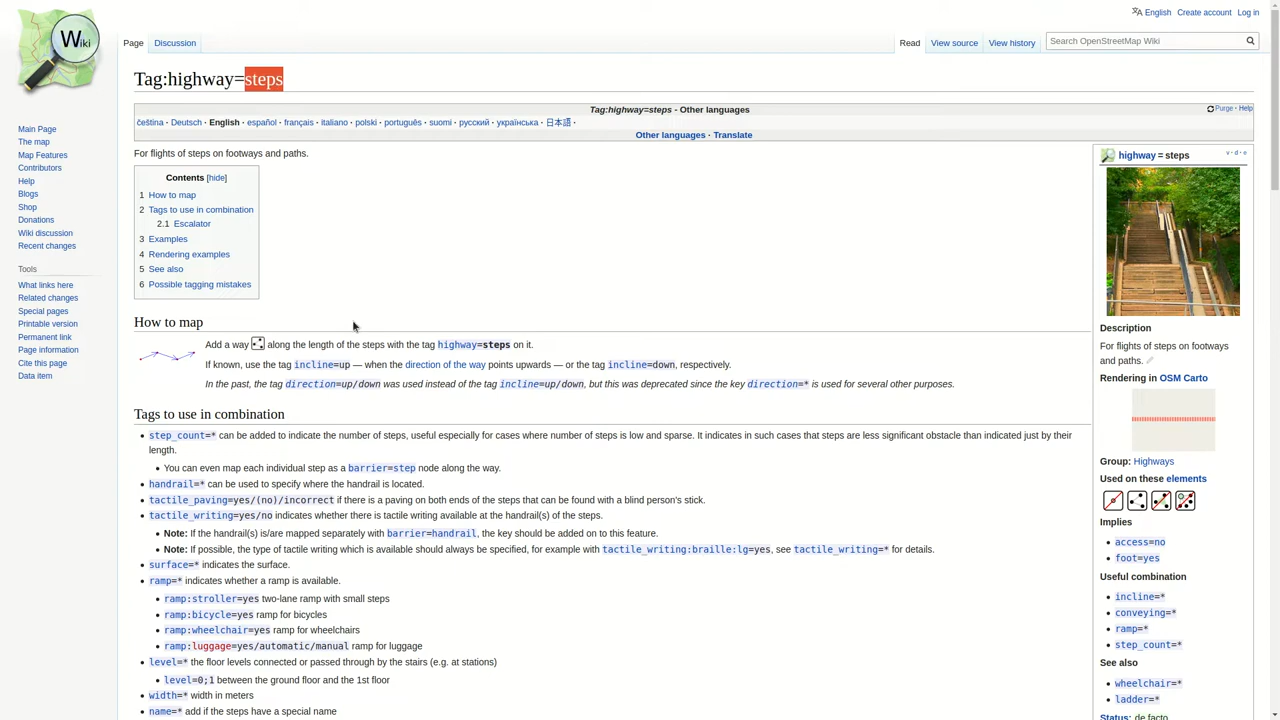 English Create account Log in
Wiki
Page Discussion Read View source View history Search OpenStreetMap Wiki
Tag:highway=steps
Tag:highway=steps - Other languages
Purge · Help
čeština · Deutsch · English · español · français · italiano · polski · português · suomi · русский · українська · 日本語 ·
Other languages · Translate
Main Page
The map
Map Features
Contributors
Help
Blogs
Shop
Donations
Wiki discussion
Recent changes
Tools
What links here
Related changes
Special pages
Printable version
Permanent link
Page information
Cite this page
Data item
For flights of steps on footways and paths.
Contents [hide]
1 How to map
2 Tags to use in combination
2.1 Escalator
3 Examples
4 Rendering examples
5 See also
6 Possible tagging mistakes
How to map
Add a way along the length of the steps with the tag highway=steps on it.
If known, use the tag incline=up — when the direction of the way points upwards — or the tag incline=down, respectively.
In the past, the tag direction=up/down was used instead of the tag incline=up/down, but this was deprecated since the key direction=* is used for several other purposes.
Tags to use in combination
• step_count=* can be added to indicate the number of steps, useful especially for cases where number of steps is low and sparse. It indicates in such cases that steps are less significant obstacle than indicated just by their
length.
• You can even map each individual step as a barrier=step node along the way.
• handrail=* can be used to specify where the handrail is located.
• tactile_paving=yes/(no)/incorrect if there is a paving on both ends of the steps that can be found with a blind person's stick.
• tactile_writing=yes/no indicates whether there is tactile writing available at the handrail(s) of the steps.
• Note: If the handrail(s) is/are mapped separately with barrier=handrail, the key should be added on to this feature.
• Note: If possible, the type of tactile writing which is available should always be specified, for example with tactile_writing:braille:lg=yes, see tactile_writing=* for details.
• surface=* indicates the surface.
• ramp=* indicates whether a ramp is available.
• ramp:stroller=yes two-lane ramp with small steps
• ramp:bicycle=yes ramp for bicycles
• ramp:wheelchair=yes ramp for wheelchairs
• ramp:luggage=yes/automatic/manual ramp for luggage
• level=* the floor levels connected or passed through by the stairs (e.g. at stations)
• level=0;1 between the ground floor and the 1st floor
• width=* width in meters
• name=* add if the steps have a special name
highway = steps
v · d · e
Description
For flights of steps on footways
and paths.
Rendering in OSM Carto
Group: Highways
Used on these elements
Implies
• access=no
• foot=yes
Useful combination
• incline=*
• conveying=*
• ramp=*
• step_count=*
See also
• wheelchair=*
• ladder=*
Status: de facto